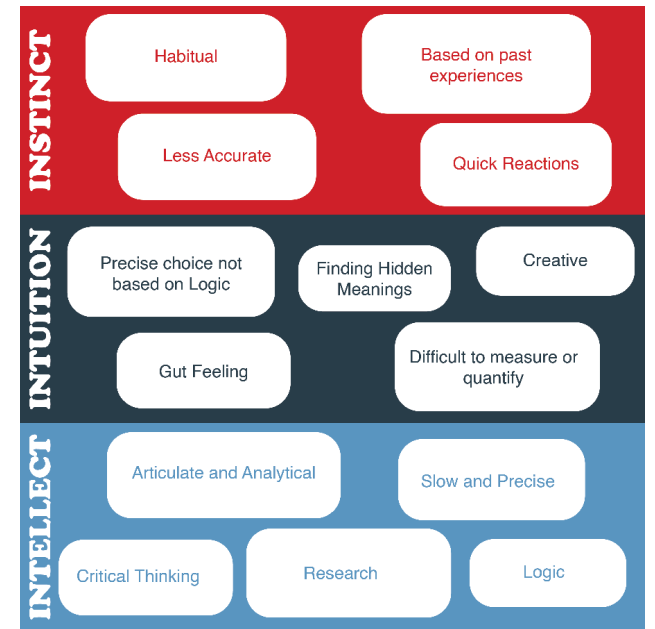 INSTINCT
Habitual
Based on past
experiences
Less Accurate
Quick Reactions
INTUITION
Precise choice not
based on Logic
Finding Hidden
Meanings
Creative
Gut Feeling
Difficult to measure or
quantify
INTELLECT
Articulate and Analytical
Slow and Precise
Critical Thinking
Research
Logic